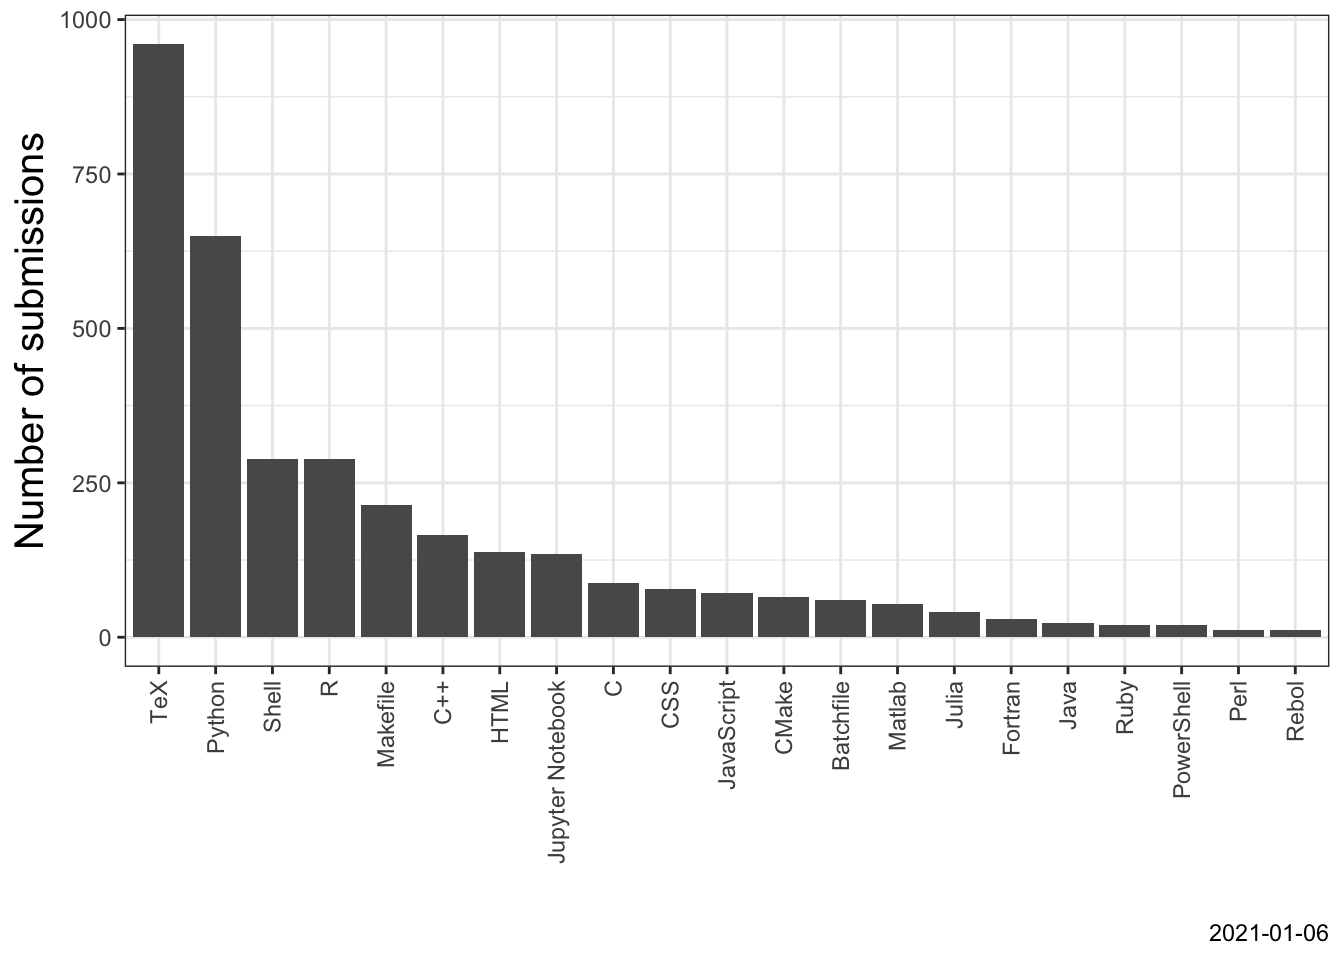 Number of submissions
1000
750
500
250
0
TeX
Python
Shell
R
Makefile
C++
HTML
Jupyter Notebook
C
CSS
JavaScript
CMake
Batchfile
Matlab
Julia
Fortran
Java
Ruby
PowerShell
Perl
Rebol
2021-01-06